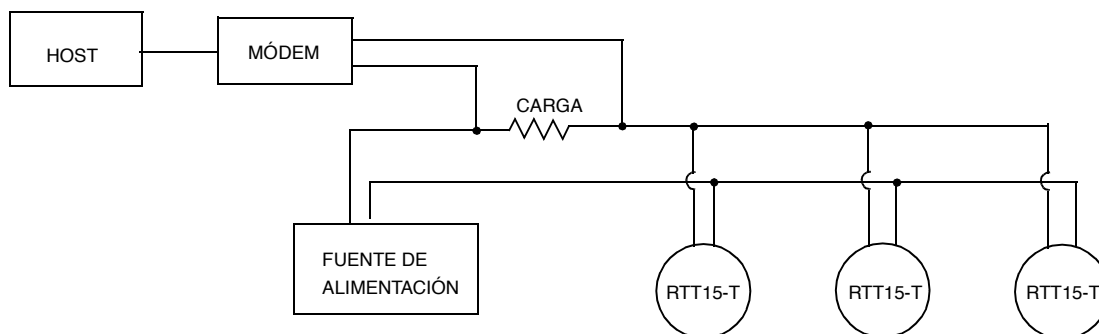 HOST
MÓDEM
CARGA
FUENTE DE
ALIMENTACIÓN
RTT15-T
RTT15-T
RTT15-T